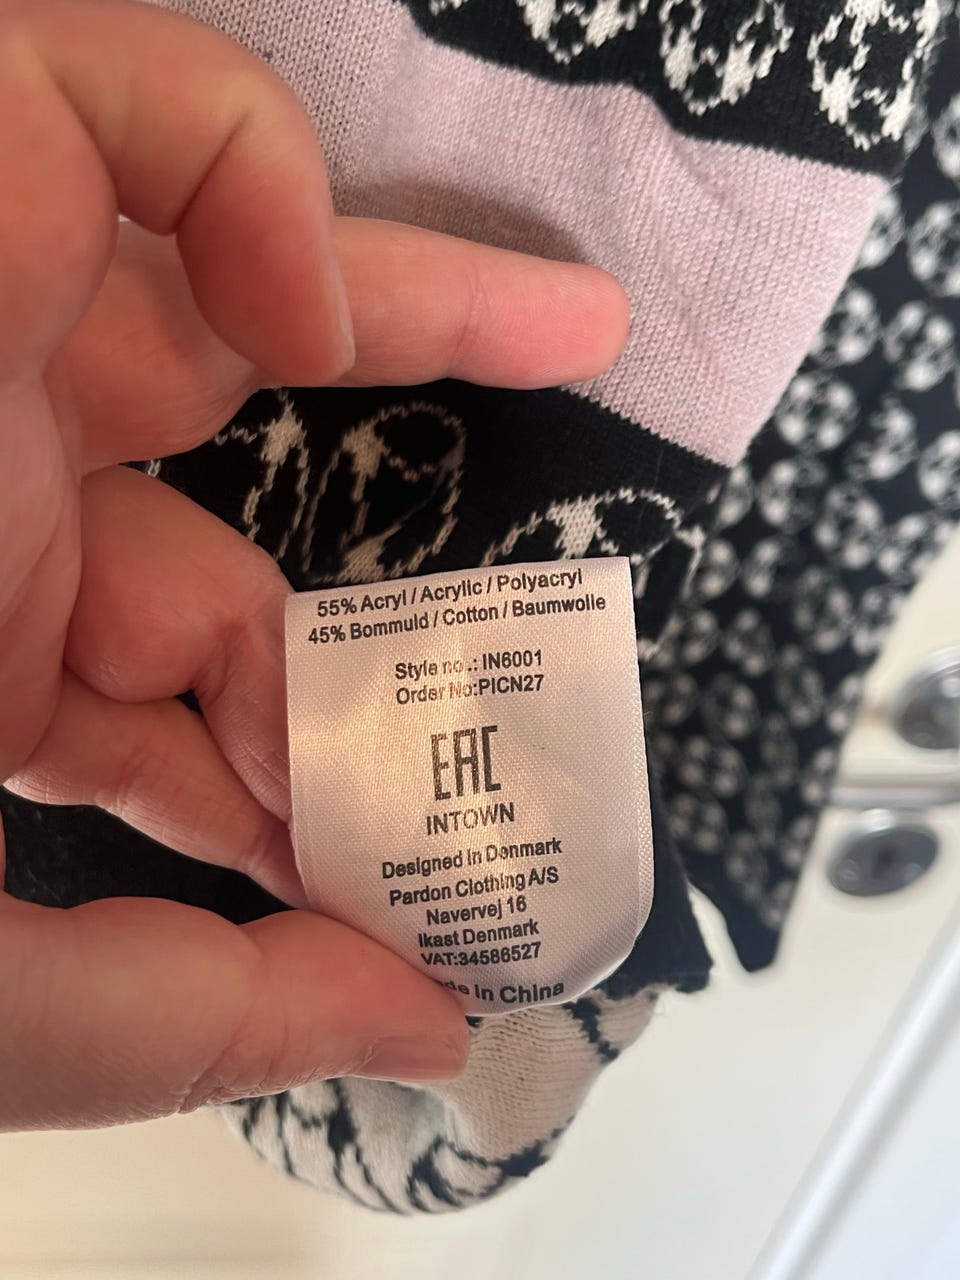 55% Acryl / Acrylic / Polyacryl
45% Bommuld / Cotton / Baumwolle
Style no .: IN6001
Order No:PICN27
EAC
INTOWN
Designed in Denmark
Pardon Clothing A/S
Navervej 16
Ikast Denmark
VAT:34586527
de in China